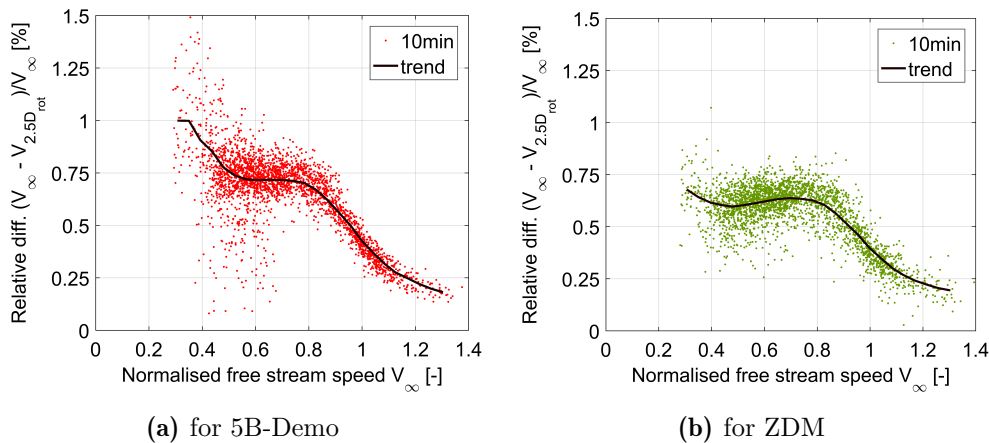 Relative diff. (V∞ - V2.5Drot)/V∞ [%]
1.5
1.25
1
0.75
0.5
0.25
0
0 0.2 0.4 0.6 0.8 1 1.2 1.4
Normalised free stream speed V∞ [-]
10min
trend
(a) for 5B-Demo
Relative diff. (V∞ - V2.5Drot)/V∞ [%]
1.5
1.25
1
0.75
0.5
0.25
0
0 0.2 0.4 0.6 0.8 1 1.2 1.4
Normalised free stream speed V∞ [-]
10min
trend
(b) for ZDM